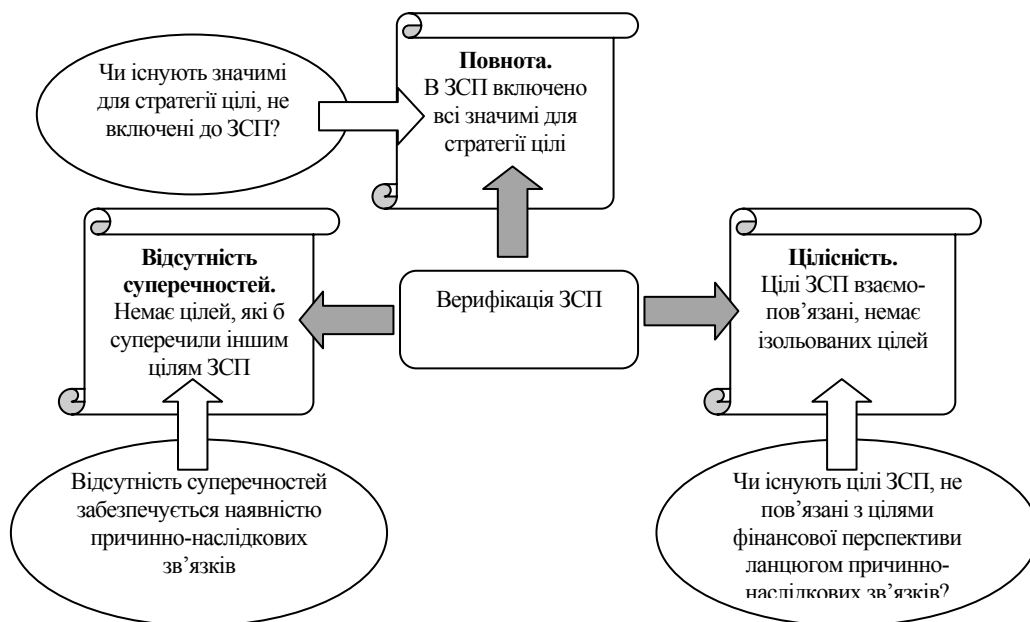 Чи існують значимі
для стратегії цілі, не
включені до ЗСП?
Повнота.
В ЗСП включено
всі значимі для
стратегії цілі
Відсутність
суперечностей.
Немає цілей, які б
суперечили іншим
цілям ЗСП
Верифікація ЗСП
Цілісність.
Цілі ЗСП взаємо-
пов’язані, немає
ізольованих цілей
Відсутність суперечностей
забезпечується наявністю
причинно-наслідкових
зв’язків
Чи існують цілі ЗСП, не
пов’язані з цілями
фінансової перспективи
ланцюгом причинно-
наслідкових зв’язків?